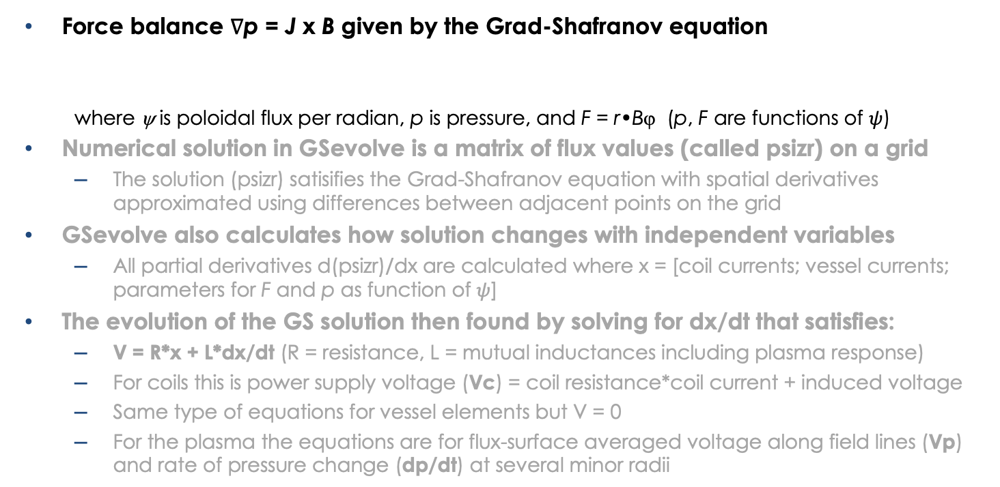 • Force balance ∇p = J x B given by the Grad-Shafranov equation
where ψ is poloidal flux per radian, p is pressure, and F = r•Bφ (p, F are functions of ψ)
• Numerical solution in GSevolve is a matrix of flux values (called psizr) on a grid
– The solution (psizr) satisifies the Grad-Shafranov equation with spatial derivatives
approximated using differences between adjacent points on the grid
• GSevolve also calculates how solution changes with independent variables
– All partial derivatives d(psizr)/dx are calculated where x = [coil currents; vessel currents;
parameters for F and p as function of ψ]
• The evolution of the GS solution then found by solving for dx/dt that satisfies:
– V = R*x + L*dx/dt (R = resistance, L = mutual inductances including plasma response)
– For coils this is power supply voltage (Vc) = coil resistance*coil current + induced voltage
– Same type of equations for vessel elements but V = 0
– For the plasma the equations are for flux-surface averaged voltage along field lines (Vp)
and rate of pressure change (dp/dt) at several minor radii